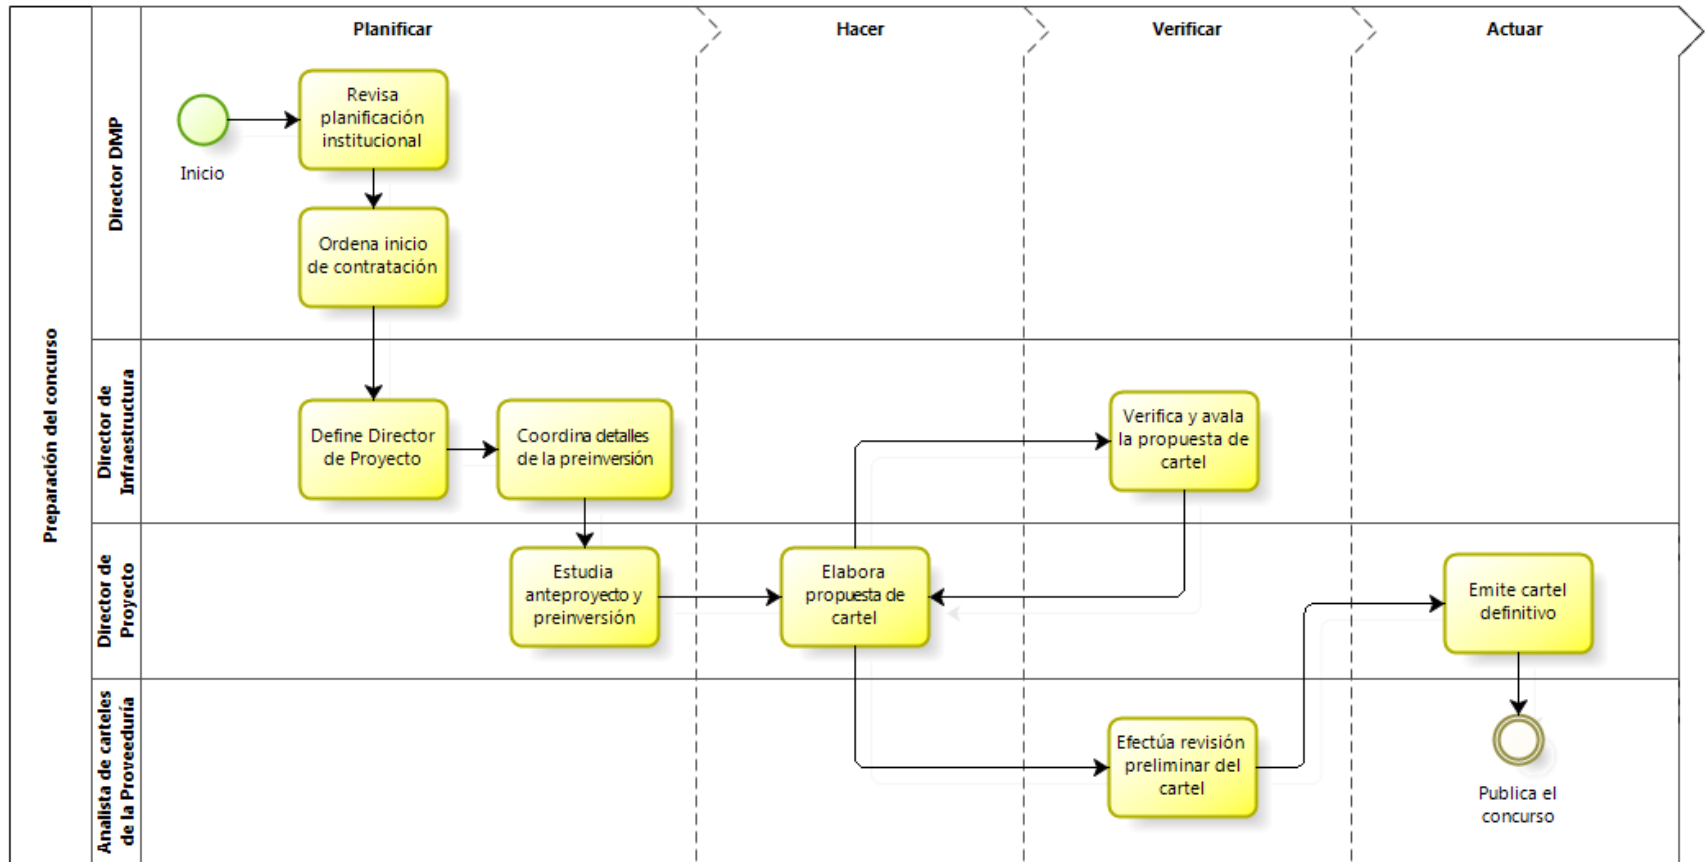 Planificar
Hacer
Verificar
Actuar
Preparación del concurso
Director DMP
Inicio
Revisa
planificación
institucional
Ordena inicio
de contratación
Director de
Infraestructura
Define Director
de Proyecto
Coordina detalles
de la preinversión
Verifica y avala
la propuesta de
cartel
Director de
Proyecto
Estudia
anteproyecto y
preinversión
Elabora
propuesta de
cartel
Emite cartel
definitivo
Analista de carteles
de la Proveeduría
Efectúa revisión
preliminar del
cartel
Publica el
concurso